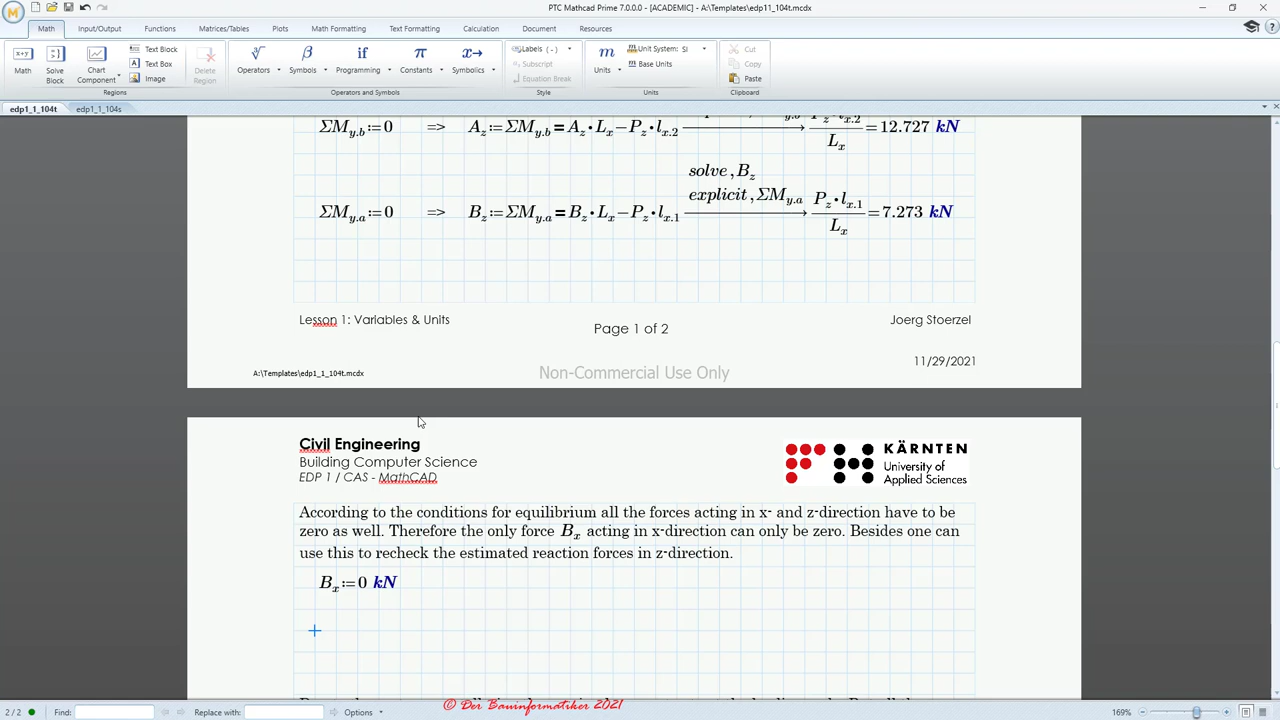 PTC Mathcad Prime 7.0.0.0 - [ACADEMIC] - A:\Templates\edp11_104t.mcdx
Math Input/Output Functions Matrices/Tables Plots Math Formatting Text Formatting Calculation Document Resources
Math Solve Block Chart Component Text Block Text Box Image Delete Region Operators Symbols Programming Constants Symbolics Labels (–) Subscript Equation Break Units Unit System: SI Base Units Cut Copy Paste
Regions Operators and Symbols Style Units Clipboard
edp1_1_104t edp1_1_104s
ΣM_y.b:=0 => A_z:=ΣM_y.b=A_z•L_x−P_z•l_x.2 → P_z•l_x.2/L_x=12.727 kN
solve,B_z
explicit,ΣM_y.a
ΣM_y.a:=0 => B_z:=ΣM_y.a=B_z•L_x−P_z•l_x.1 → P_z•l_x.1/L_x=7.273 kN
Lesson 1: Variables & Units
Page 1 of 2
Joerg Stoerzel
11/29/2021
A:\Templates\edp1_1_104t.mcdx
Non-Commercial Use Only
Civil Engineering
Building Computer Science
EDP 1 / CAS - MathCAD
KÄRNTEN
University of
Applied Sciences
According to the conditions for equilibrium all the forces acting in x- and z-direction have to be
zero as well. Therefore the only force B_x acting in x-direction can only be zero. Besides one can
use this to recheck the estimated reaction forces in z-direction.
B_x:=0 kN
© Der Bauinformatiker 2021
2 / 2 Find: Replace with: Options 169%